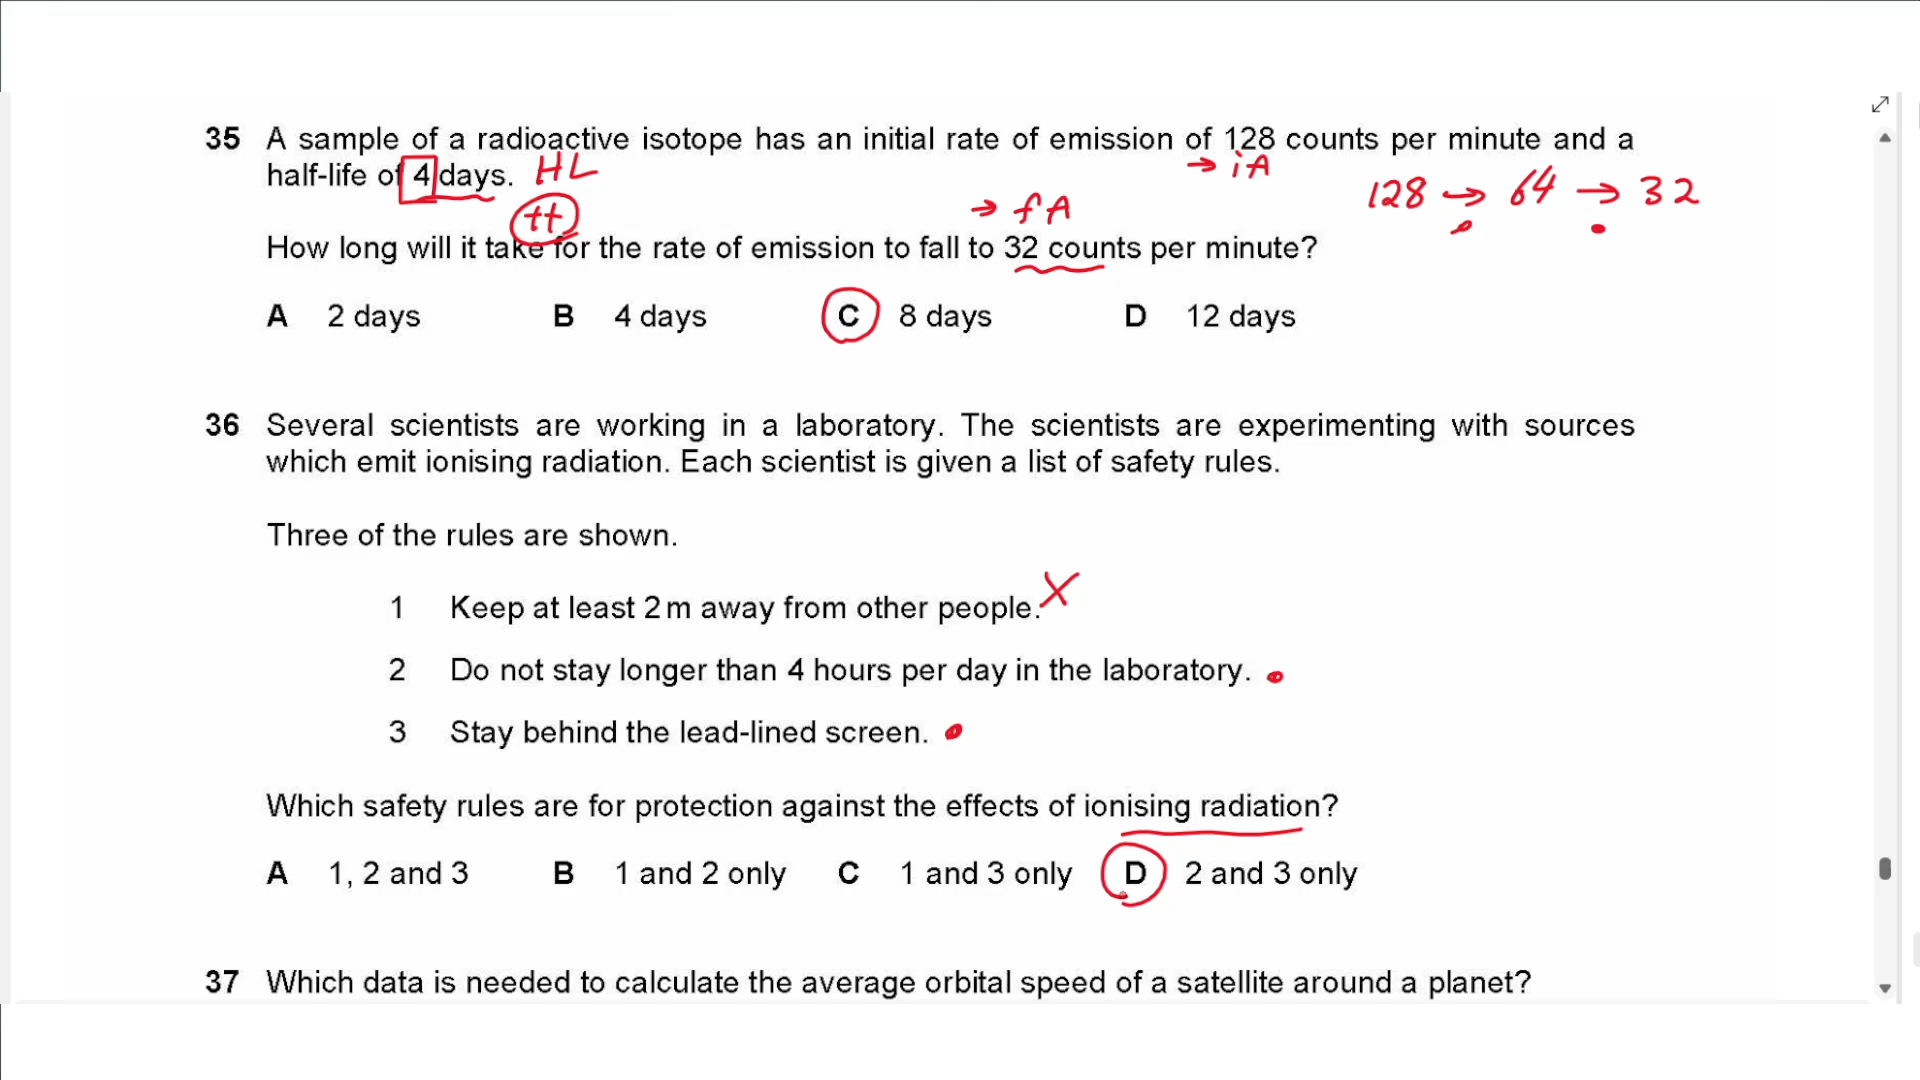 35 A sample of a radioactive isotope has an initial rate of emission of 128 counts per minute and a
half-life of 4 days. HL
→ iA
128 → 64 → 32
tt
→ fA
How long will it take for the rate of emission to fall to 32 counts per minute?
A 2 days B 4 days C 8 days D 12 days
36 Several scientists are working in a laboratory. The scientists are experimenting with sources
which emit ionising radiation. Each scientist is given a list of safety rules.
Three of the rules are shown.
1 Keep at least 2 m away from other people. X
2 Do not stay longer than 4 hours per day in the laboratory.
3 Stay behind the lead-lined screen.
Which safety rules are for protection against the effects of ionising radiation?
A 1, 2 and 3 B 1 and 2 only C 1 and 3 only D 2 and 3 only
37 Which data is needed to calculate the average orbital speed of a satellite around a planet?